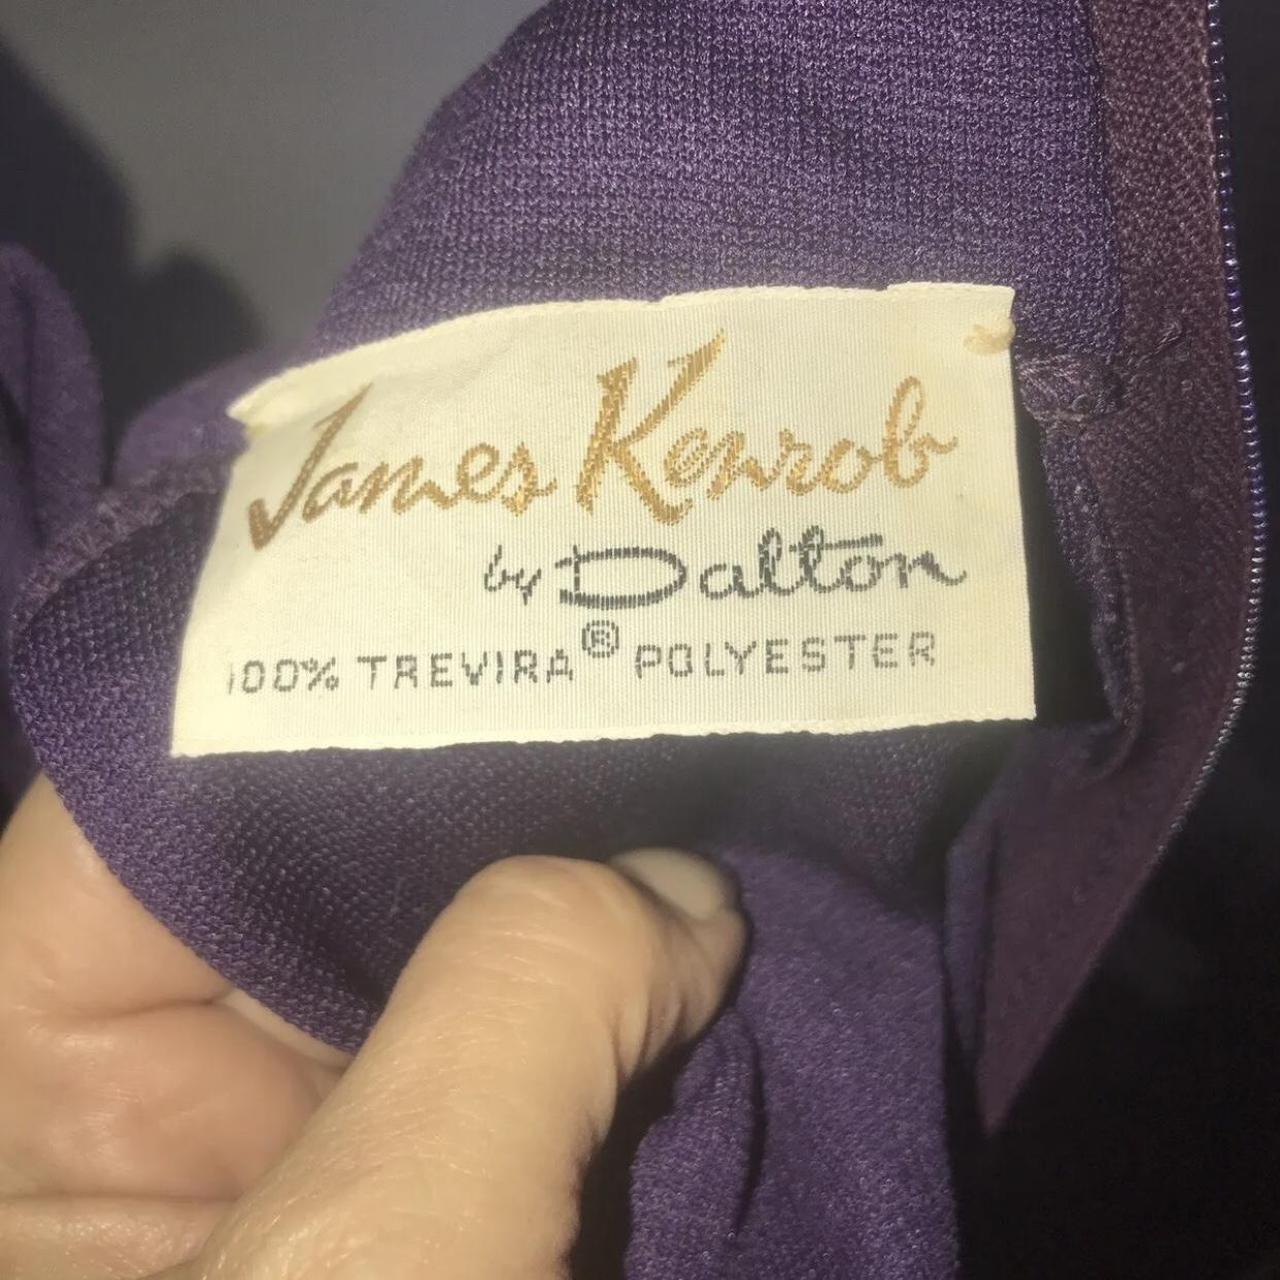 James Kenrob
by Dalton
100% TREVIRA® POLYESTER